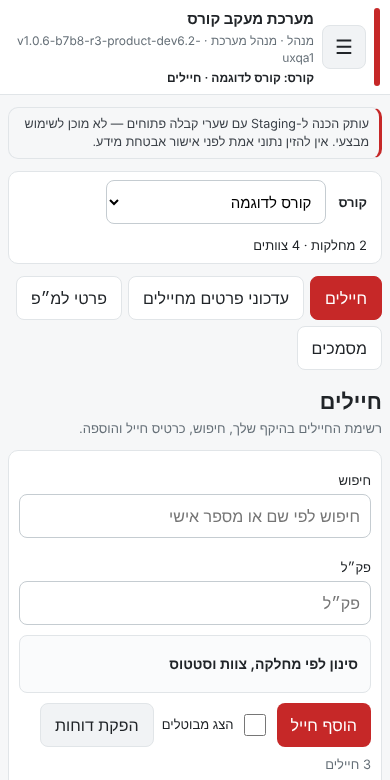 מערכת מעקב קורס
מנהל · מנהל מערכת · v1.0.6-b7b8-r3-product-dev6.2-
uxqa1
קורס: קורס לדוגמה · חיילים
☰
עותק הכנה ל-Staging עם שערי קבלה פתוחים — לא מוכן לשימוש
מבצעי. אין להזין נתוני אמת לפני אישור אבטחת מידע.
קורס
קורס לדוגמה
2 מחלקות · 4 צוותים
חיילים
עדכוני פרטים מחיילים
פרטי למ״פ
מסמכים
חיילים
רשימת החיילים בהיקף שלך, חיפוש, כרטיס חייל והוספה.
חיפוש
חיפוש לפי שם או מספר אישי
פק״ל
פק״ל
סינון לפי מחלקה, צוות וסטטוס
הוסף חייל
הצג מבוטלים
הפקת דוחות
3 חיילים